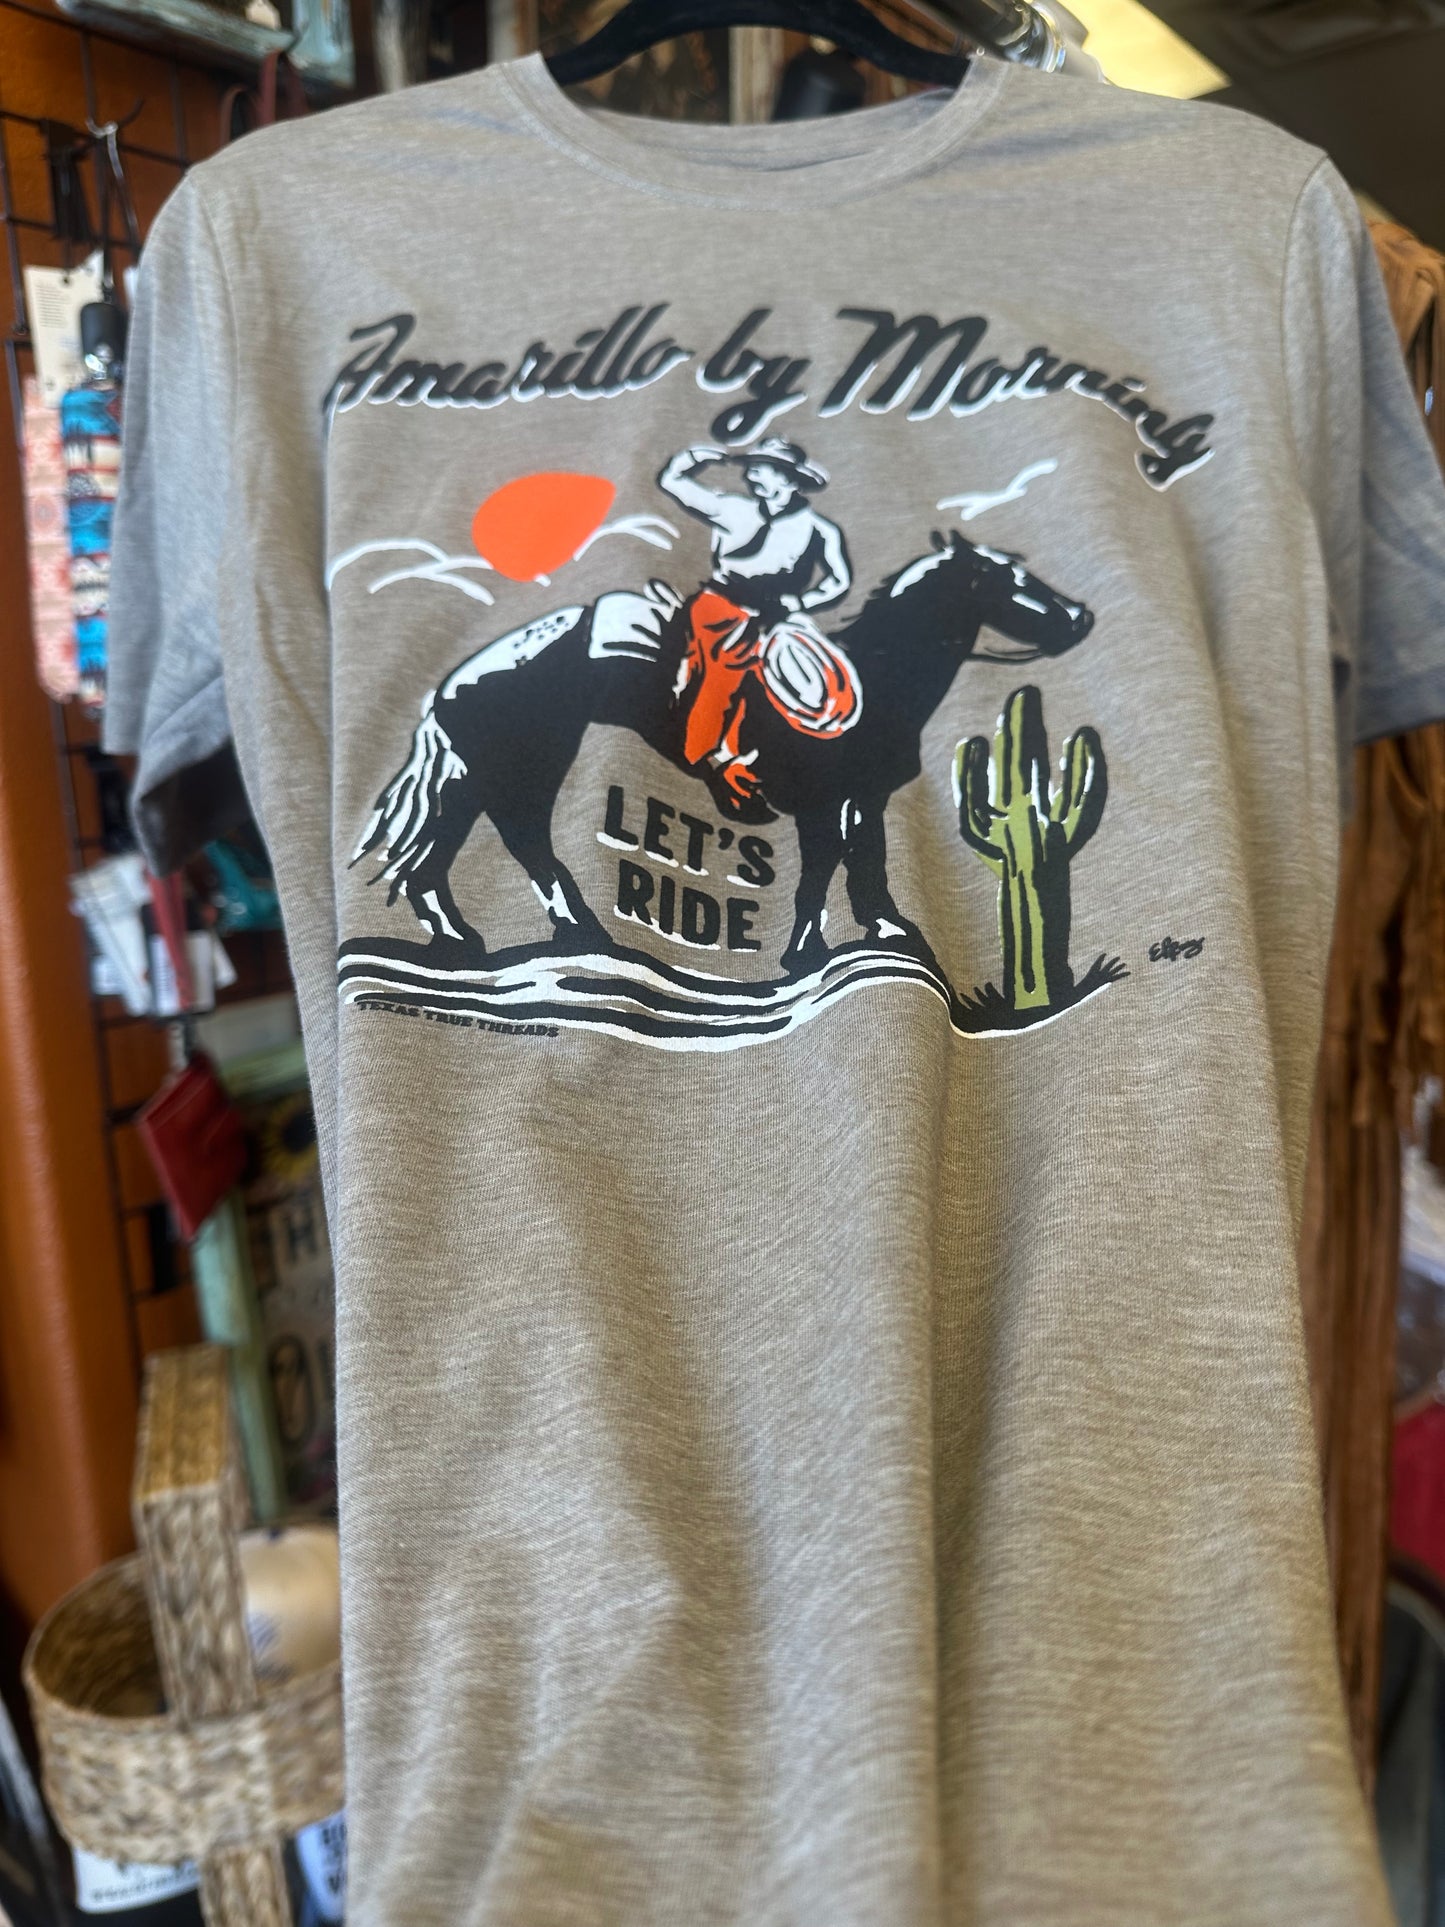 Amarillo by Morning
LET'S
RIDE
TEXAS TRUE THREADS